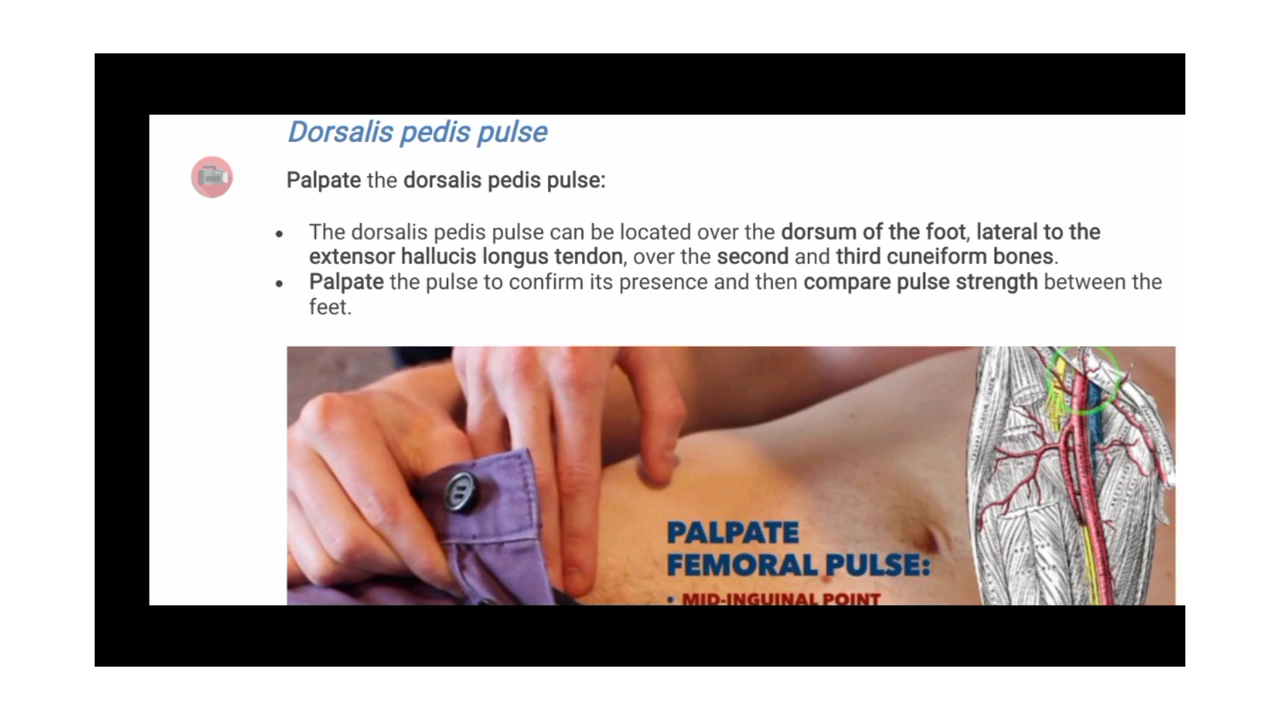 Dorsalis pedis pulse
Palpate the dorsalis pedis pulse:
• The dorsalis pedis pulse can be located over the dorsum of the foot, lateral to the
extensor hallucis longus tendon, over the second and third cuneiform bones.
• Palpate the pulse to confirm its presence and then compare pulse strength between the
feet.
PALPATE
FEMORAL PULSE:
• MID-INGUINAL POINT